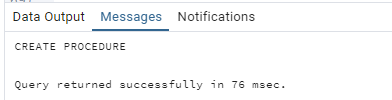 Data Output Messages Notifications
CREATE PROCEDURE
Query returned successfully in 76 msec.